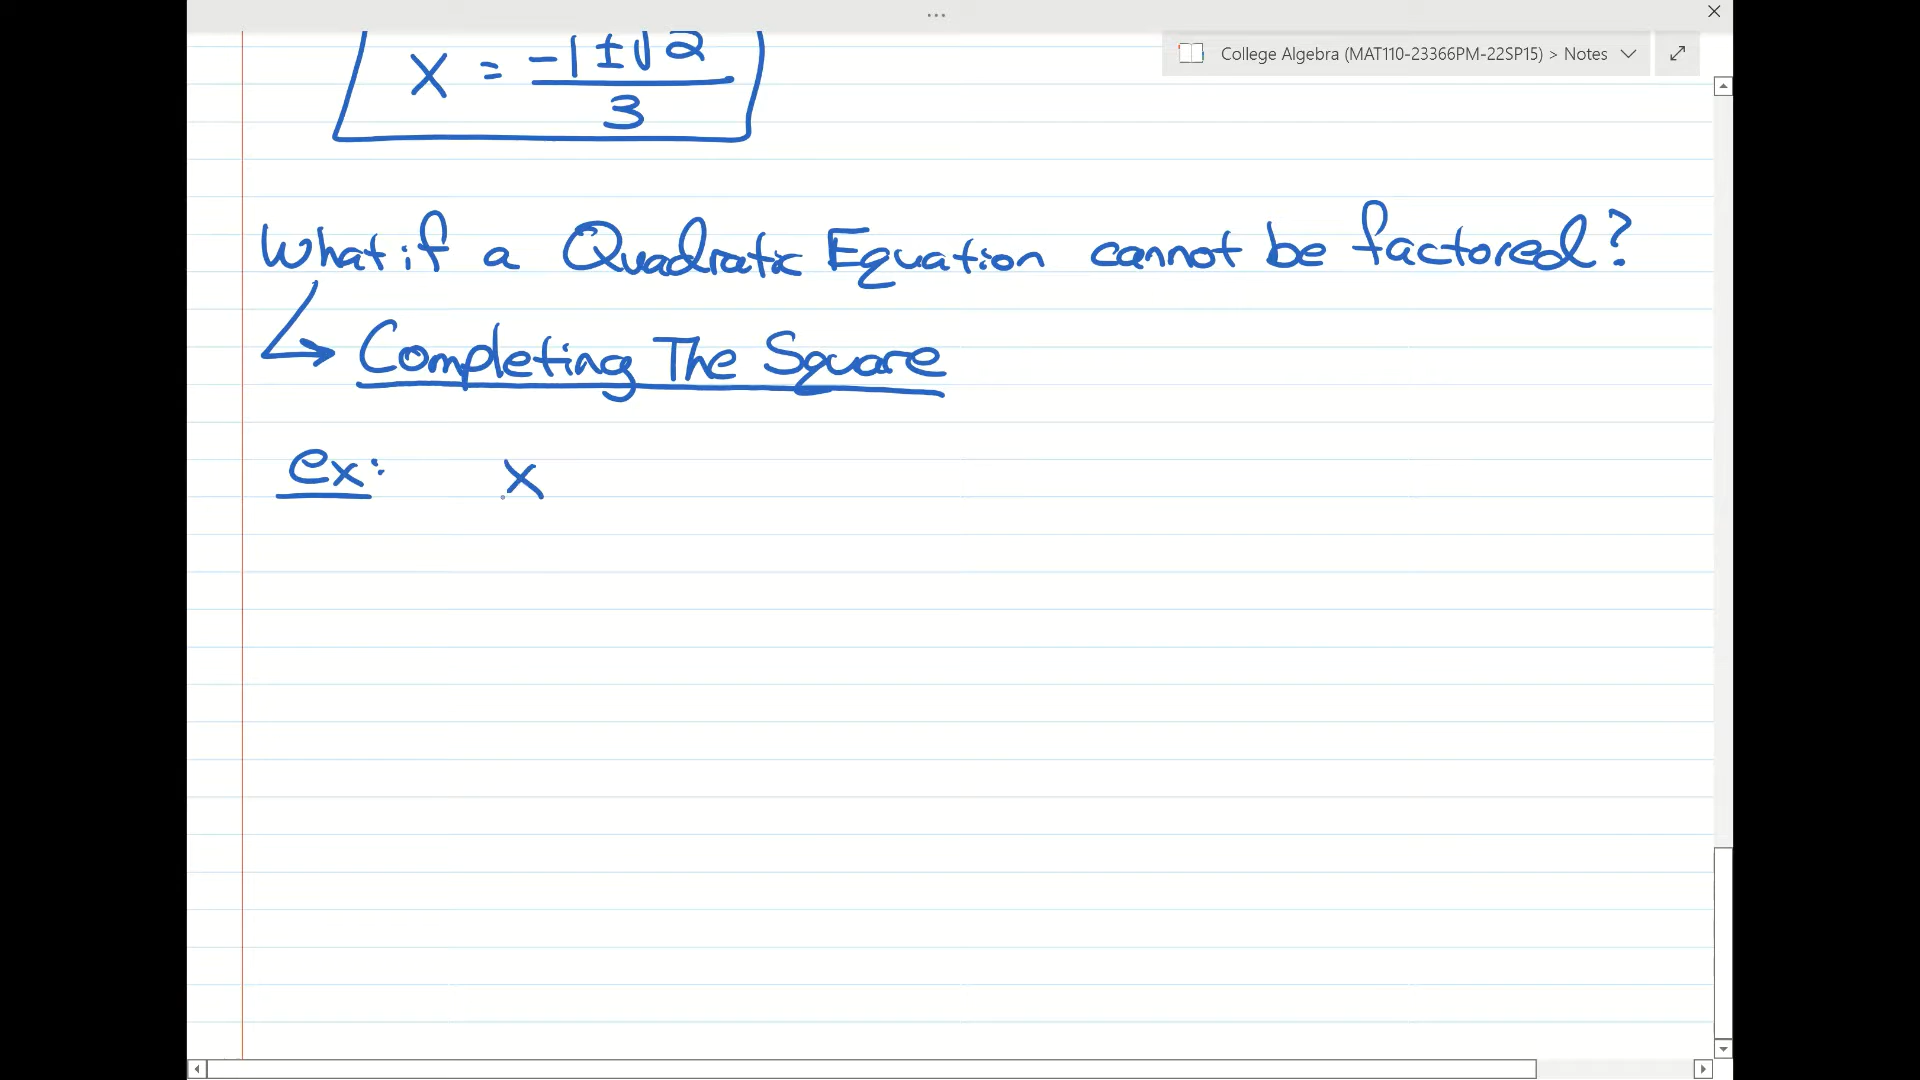 College Algebra (MAT110-23366PM-22SP15) > Notes
x = -1 ± √2 / 3
What if a Quadratic Equation cannot be factored?
Completing The Square
ex: x